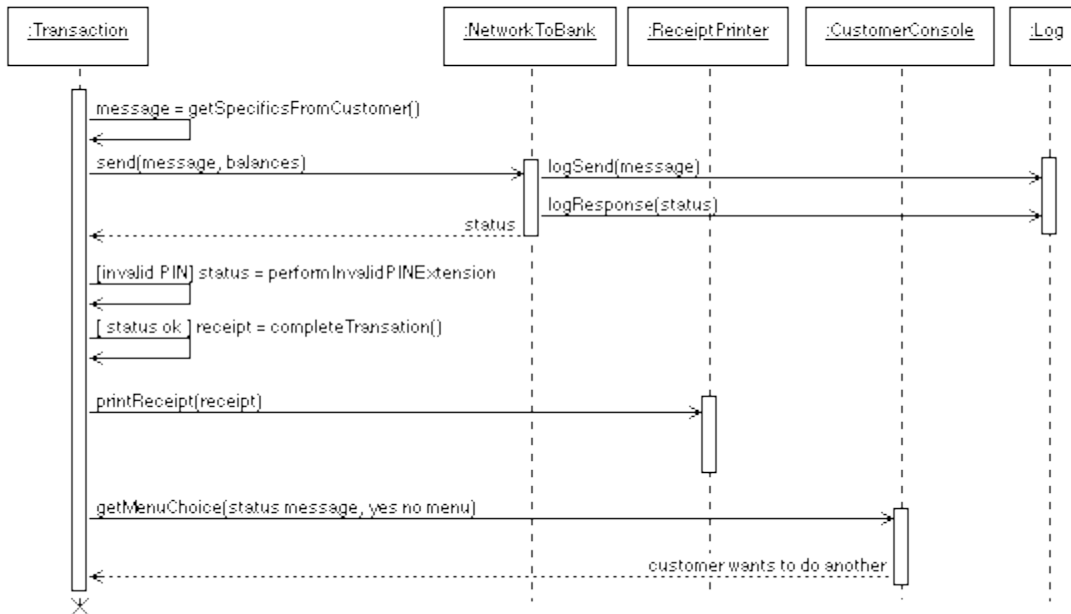 :Transaction
:NetworkToBank
:ReceiptPrinter
:CustomerConsole
:Log
message = getSpecificsFromCustomer()
send(message, balances)
logSend(message)
logResponse(status)
status
[invalid PIN] status = performInvalidPINExtension
[ status ok ] receipt = completeTransation()
printReceipt(receipt)
getMenuChoice(status message, yes no menu)
customer wants to do another